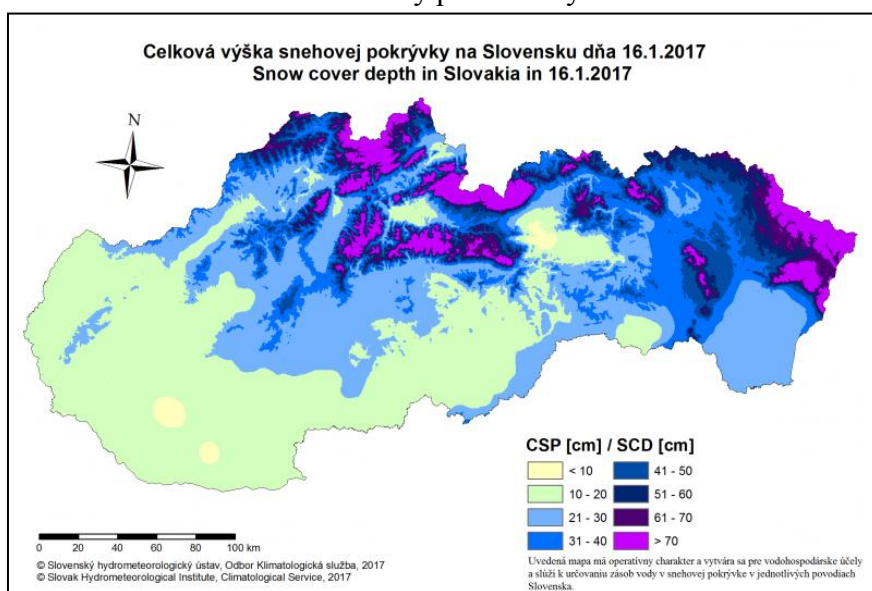 Celková výška snehovej pokrývky na Slovensku dňa 16.1.2017
Snow cover depth in Slovakia in 16.1.2017
N
CSP [cm] / SCD [cm]
< 10
10 - 20
21 - 30
31 - 40
41 - 50
51 - 60
61 - 70
> 70
0 20 40 60 80 100 km
© Slovenský hydrometeorologický ústav, Odbor Klimatologická služba, 2017
© Slovak Hydrometeorological Institute, Climatological Service, 2017
Uvedená mapa má operatívny charakter a vytvára sa pre vodohospodárske účely
a slúži k určovaniu zásob vody v snehovej pokrývke v jednotlivých povodiach
Slovenska.